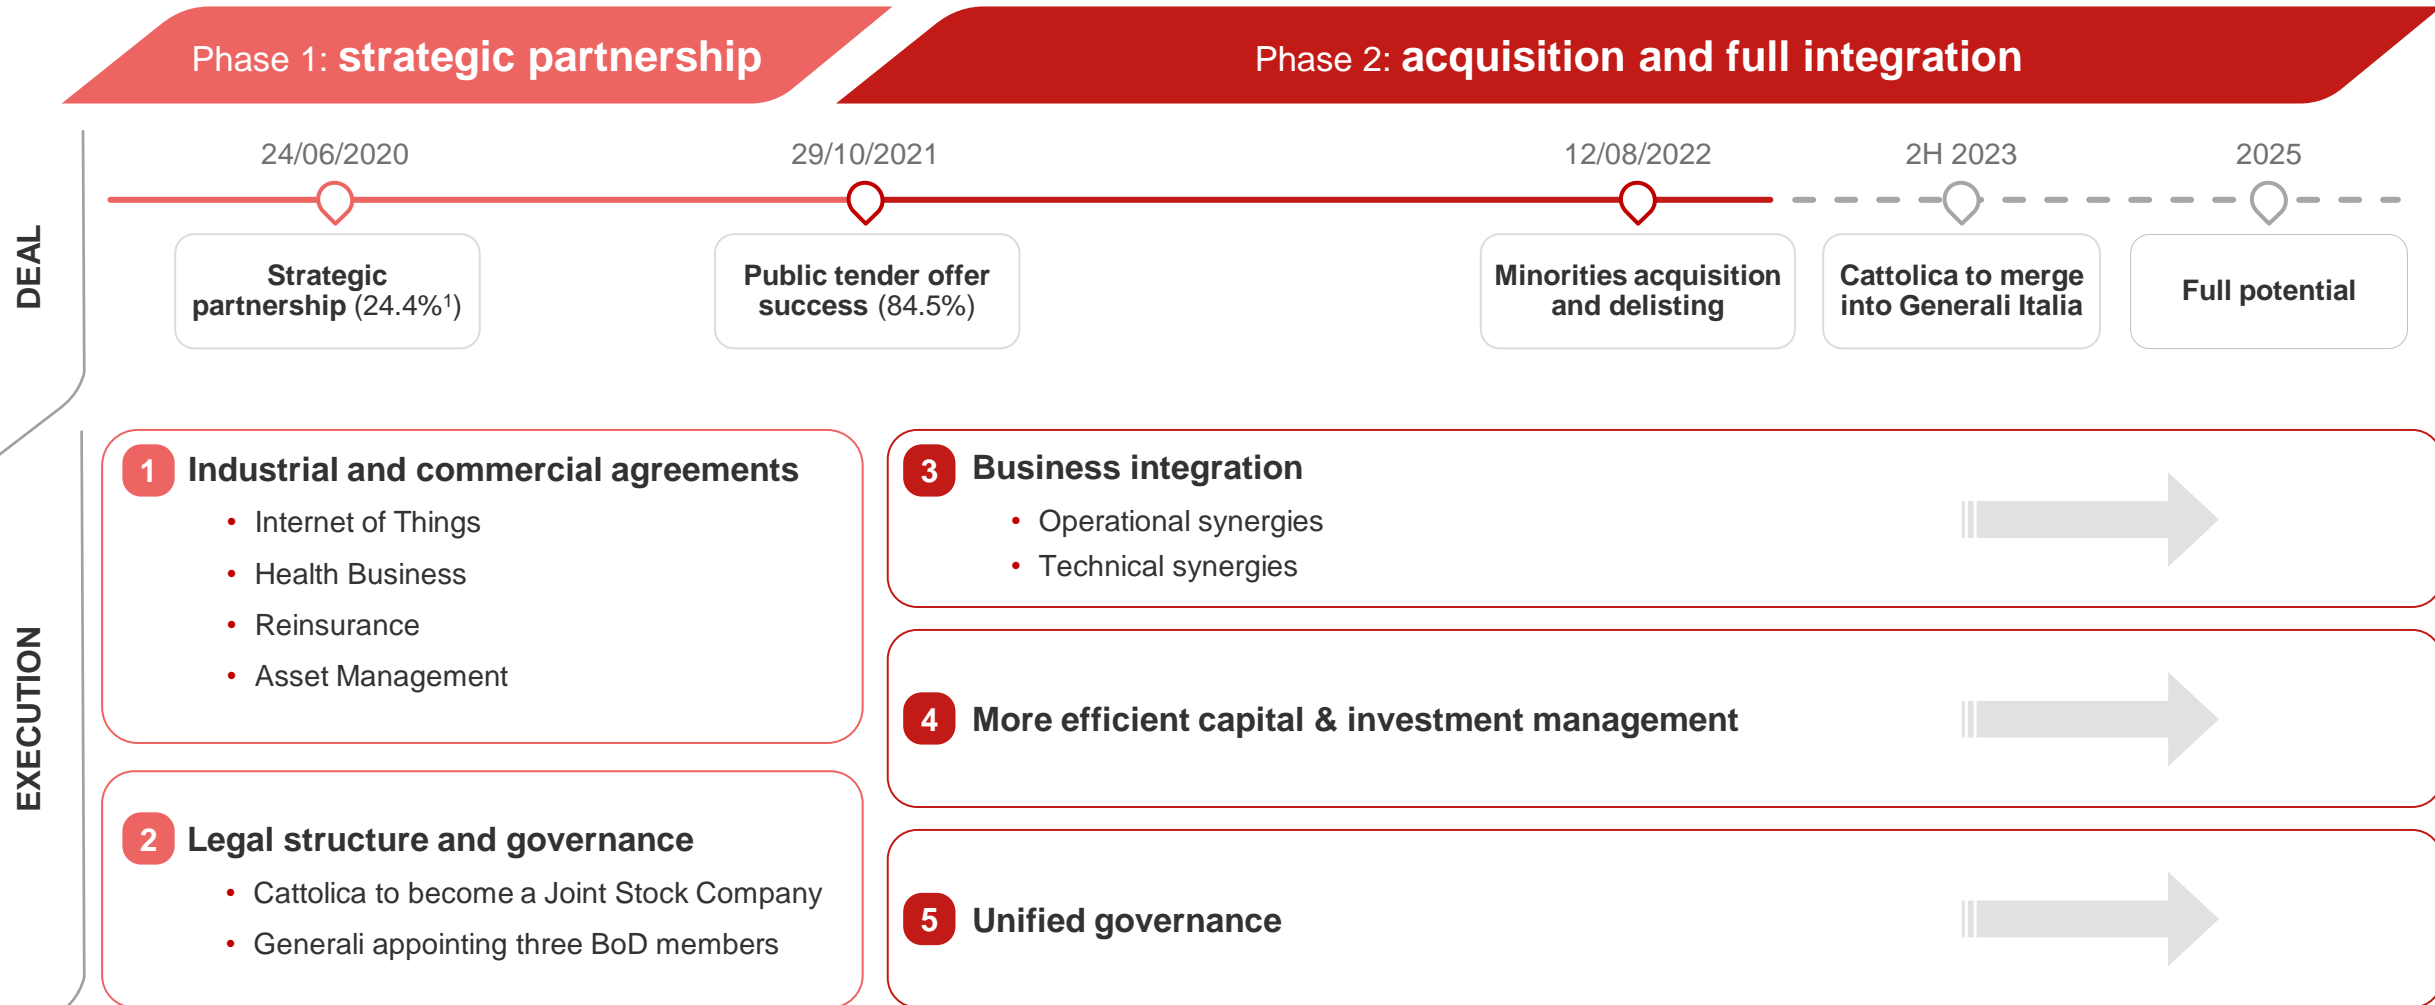 Phase 1: strategic partnership
Phase 2: acquisition and full integration
DEAL
24/06/2020
29/10/2021
12/08/2022
2H 2023
2025
Strategic
partnership (24.4%¹)
Public tender offer
success (84.5%)
Minorities acquisition
and delisting
Cattolica to merge
into Generali Italia
Full potential
EXECUTION
1 Industrial and commercial agreements
• Internet of Things
• Health Business
• Reinsurance
• Asset Management
2 Legal structure and governance
• Cattolica to become a Joint Stock Company
• Generali appointing three BoD members
3 Business integration
• Operational synergies
• Technical synergies
4 More efficient capital & investment management
5 Unified governance